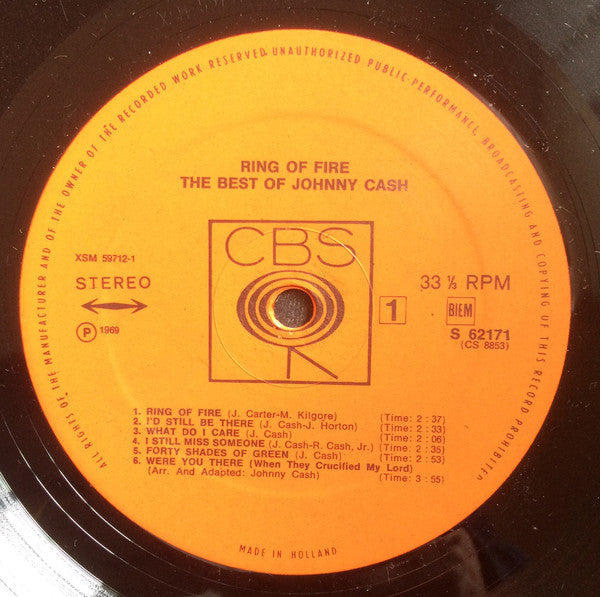 ALL RIGHTS OF THE MANUFACTURER AND OF THE OWNER OF THE RECORDED WORK RESERVED UNAUTHORIZED PUBLIC PERFORMANCE, BROADCASTING AND COPYING OF THIS RECORD PROHIBITED
RING OF FIRE
THE BEST OF JOHNNY CASH
CBS
XSM 59712-1
STEREO
33 ⅓ RPM
1
BIEM
S 62171
(CS 8853)
Ⓟ 1969
1. RING OF FIRE (J. Carter-M. Kilgore) (Time: 2 : 37)
2. I'D STILL BE THERE (J. Cash-J. Horton) (Time: 2 : 33)
3. WHAT DO I CARE (J. Cash) (Time: 2 : 06)
4. I STILL MISS SOMEONE (J. Cash-R. Cash, Jr.) (Time: 2 : 35)
5. FORTY SHADES OF GREEN (J. Cash) (Time: 2 : 53)
6. WERE YOU THERE (When They Crucified My Lord)
(Arr. And Adapted: Johnny Cash) (Time: 3 : 55)
MADE IN HOLLAND